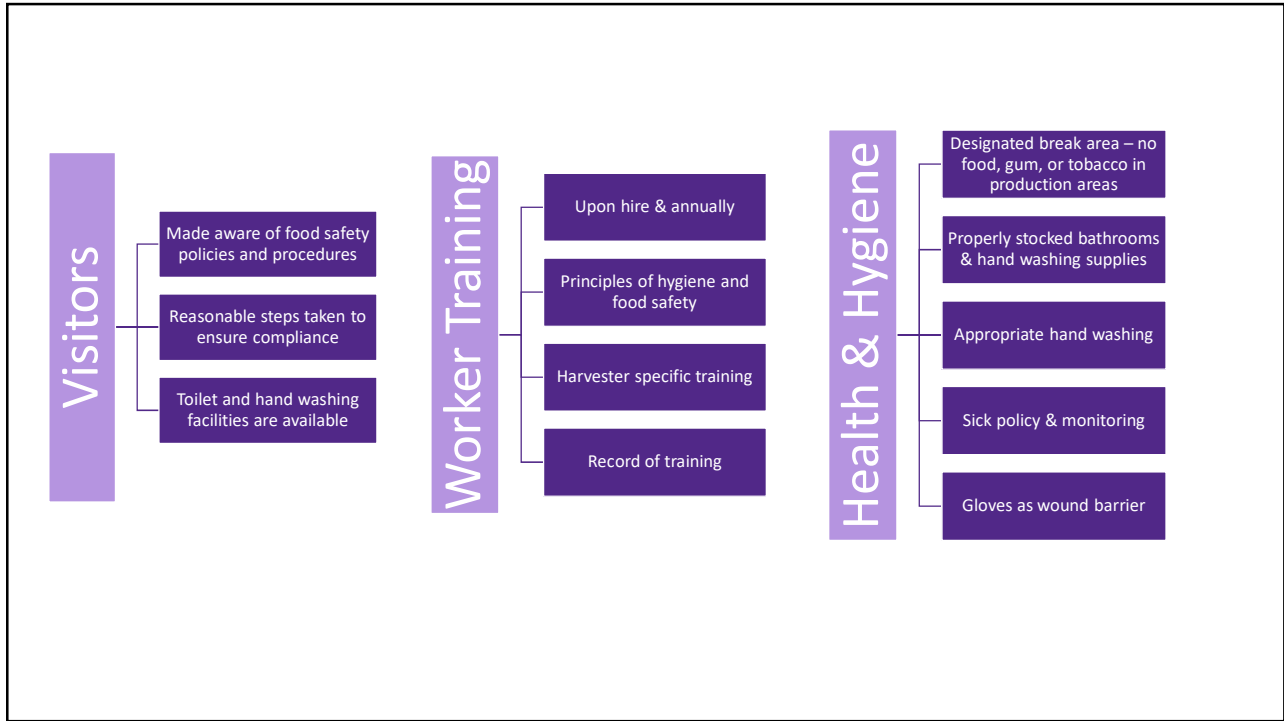 Visitors
Made aware of food safety
policies and procedures
Reasonable steps taken to
ensure compliance
Toilet and hand washing
facilities are available
Worker Training
Upon hire & annually
Principles of hygiene and
food safety
Harvester specific training
Record of training
Health & Hygiene
Designated break area – no
food, gum, or tobacco in
production areas
Properly stocked bathrooms
& hand washing supplies
Appropriate hand washing
Sick policy & monitoring
Gloves as wound barrier